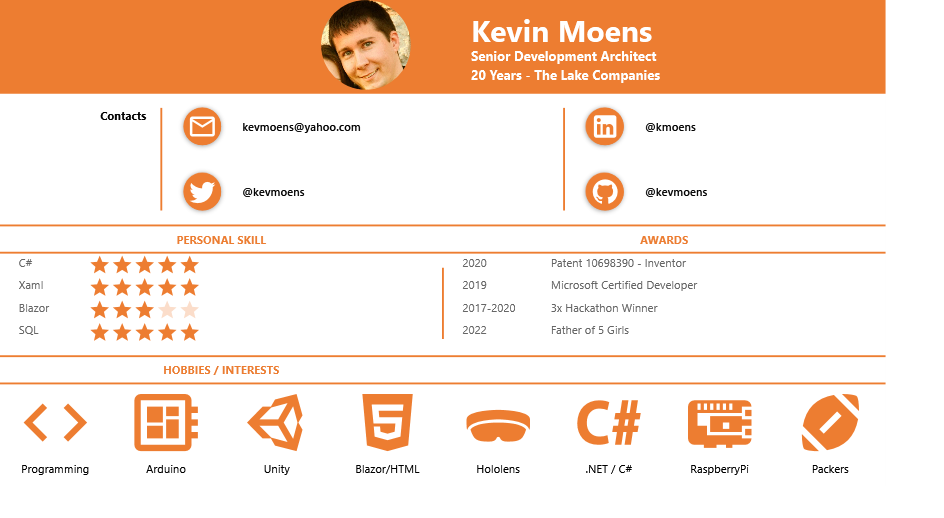 Kevin Moens
Senior Development Architect
20 Years - The Lake Companies
Contacts
kevmoens@yahoo.com
@kmoens
@kevmoens
@kevmoens
PERSONAL SKILL
AWARDS
C#
2020 Patent 10698390 - Inventor
Xaml
2019 Microsoft Certified Developer
Blazor
2017-2020 3x Hackathon Winner
SQL
2022 Father of 5 Girls
HOBBIES / INTERESTS
C#
Programming
Arduino
Unity
Blazor/HTML
Hololens
.NET / C#
RaspberryPi
Packers